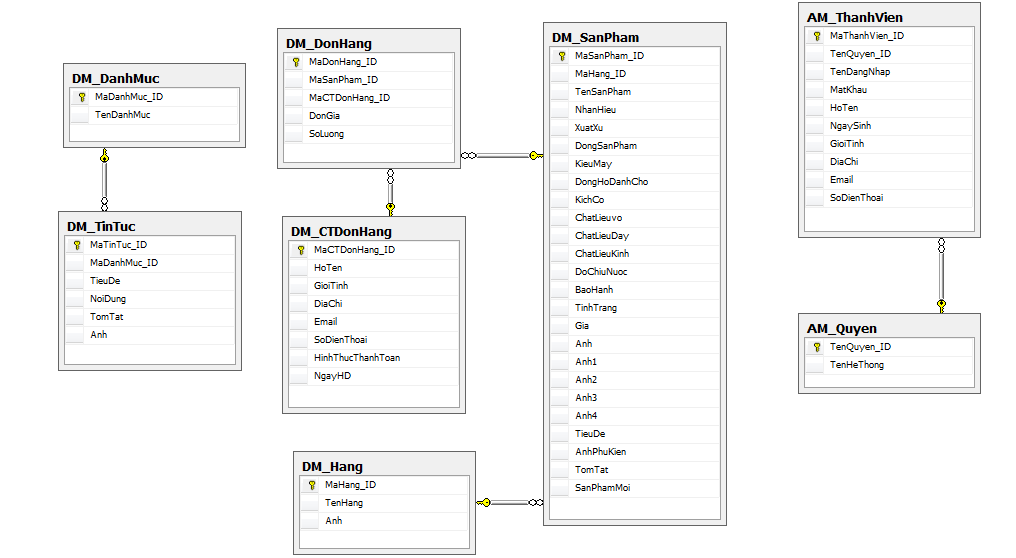 DM_DanhMuc
MaDanhMuc_ID
TenDanhMuc
DM_TinTuc
MaTinTuc_ID
MaDanhMuc_ID
TieuDe
NoiDung
TomTat
Anh
DM_DonHang
MaDonHang_ID
MaSanPham_ID
MaCTDonHang_ID
DonGia
SoLuong
DM_CTDonHang
MaCTDonHang_ID
HoTen
GioiTinh
DiaChi
Email
SoDienThoai
HinhThucThanhToan
NgayHD
DM_Hang
MaHang_ID
TenHang
Anh
DM_SanPham
MaSanPham_ID
MaHang_ID
TenSanPham
NhanHieu
XuatXu
DongSanPham
KieuMay
DongHoDanhCho
KichCo
ChatLieuvo
ChatLieuDay
ChatLieuKinh
DoChiuNuoc
BaoHanh
TinhTrang
Gia
Anh
Anh1
Anh2
Anh3
Anh4
TieuDe
AnhPhuKien
TomTat
SanPhamMoi
AM_ThanhVien
MaThanhVien_ID
TenQuyen_ID
TenDangNhap
MatKhau
HoTen
NgaySinh
GioiTinh
DiaChi
Email
SoDienThoai
AM_Quyen
TenQuyen_ID
TenHeThong